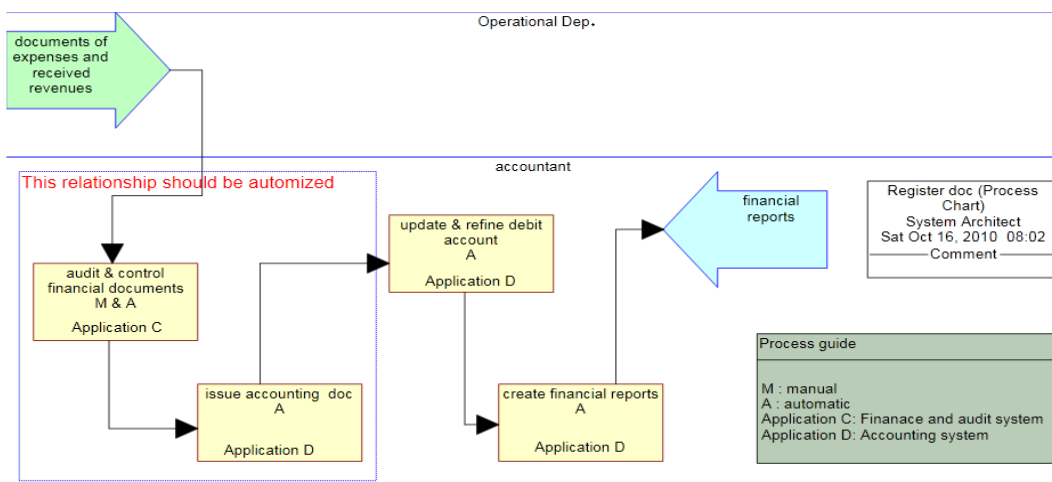 Operational Dep.
documents of
expenses and
received
revenues
accountant
This relationship should be automized
audit & control
financial documents
M & A
Application C
issue accounting doc
A
Application D
update & refine debit
account
A
Application D
create financial reports
A
Application D
financial
reports
Register doc (Process
Chart)
System Architect
Sat Oct 16, 2010 08:02
Comment
Process guide
M : manual
A : automatic
Application C: Finanace and audit system
Application D: Accounting system